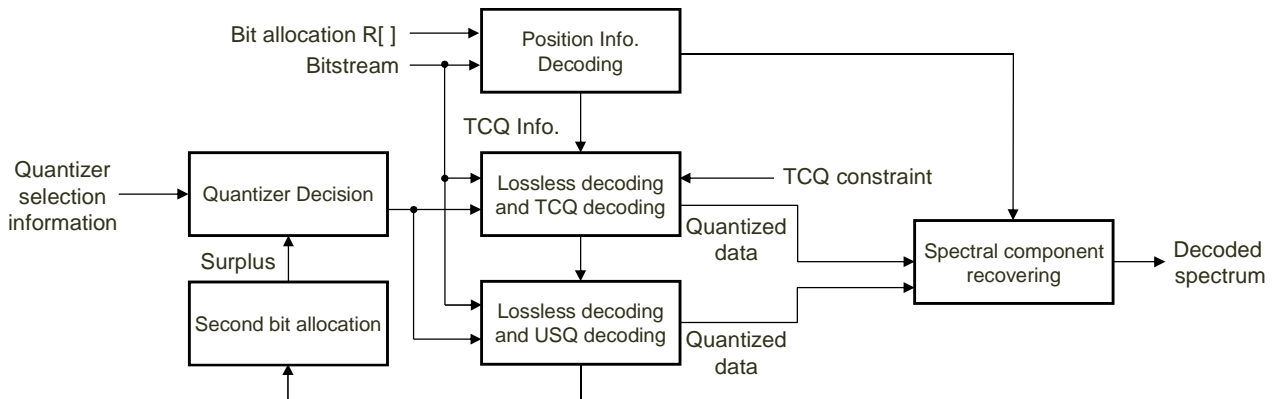 Bit allocation R[ ]
Bitstream
Position Info.
Decoding
TCQ Info.
Quantizer
selection
information
Quantizer Decision
Lossless decoding
and TCQ decoding
TCQ constraint
Quantized
data
Surplus
Second bit allocation
Lossless decoding
and USQ decoding
Quantized
data
Spectral component
recovering
Decoded
spectrum